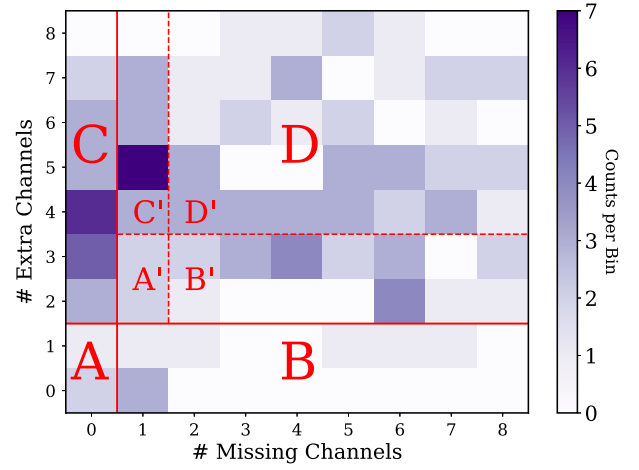 8
7
6
5
4
3
2
1
0
# Extra Channels
C
D
C'
D'
A'
B'
A
B
0 1 2 3 4 5 6 7 8
# Missing Channels
7
6
5
4
3
2
1
0
Counts per Bin